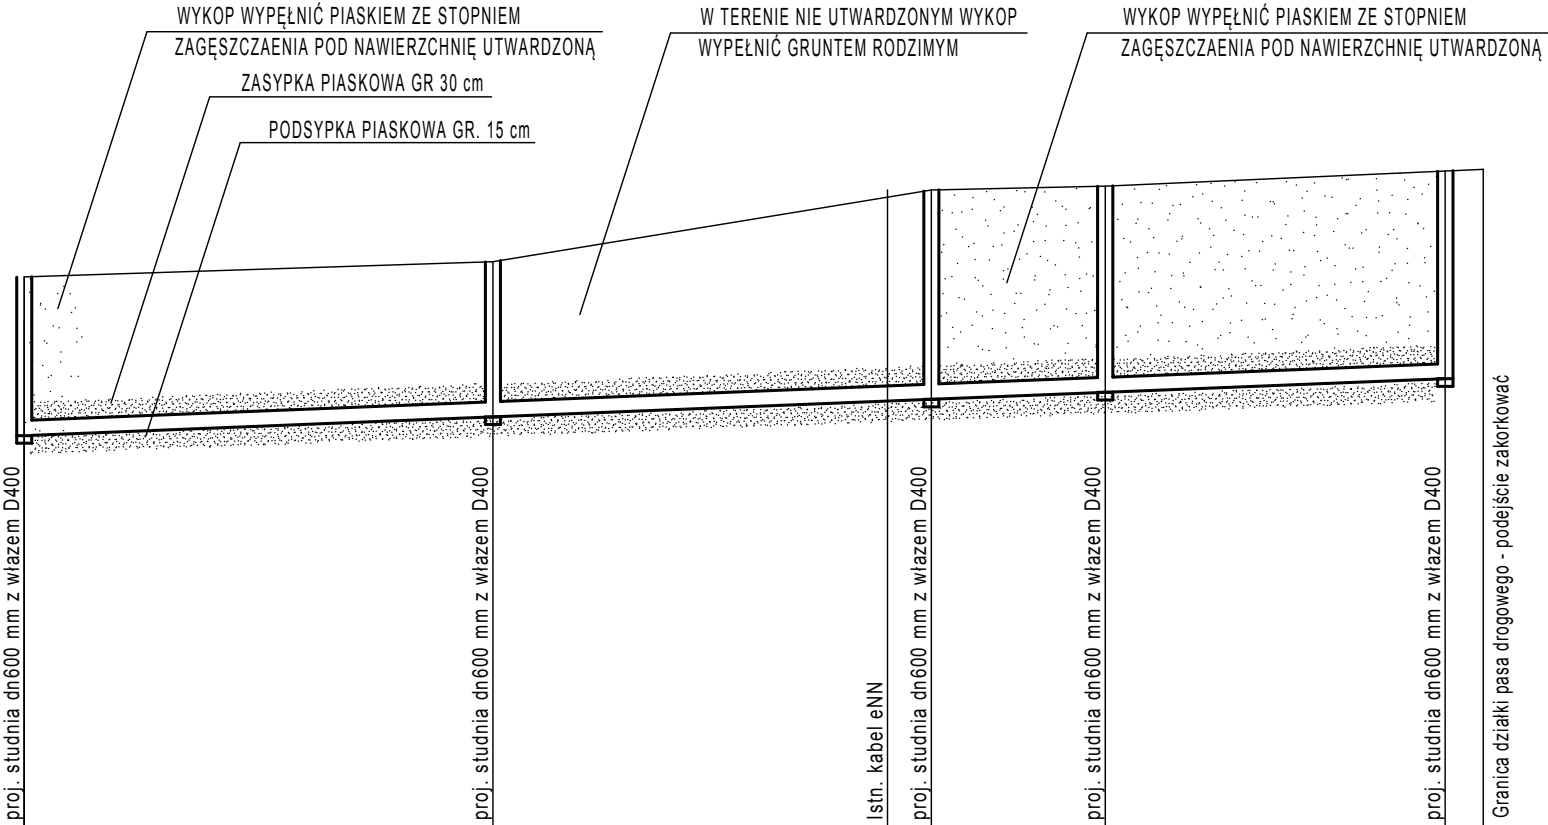 WYKOP WYPEŁNIĆ PIASKIEM ZE STOPNIEM
ZAGĘSZCZAENIA POD NAWIERZCHNIĘ UTWARDZONĄ
ZASYPKA PIASKOWA GR 30 cm
PODSYPKA PIASKOWA GR. 15 cm
W TERENIE NIE UTWARDZONYM WYKOP
WYPEŁNIĆ GRUNTEM RODZIMYM
WYKOP WYPEŁNIĆ PIASKIEM ZE STOPNIEM
ZAGĘSZCZAENIA POD NAWIERZCHNIĘ UTWARDZONĄ
proj. studnia dn600 mm z włazem D400
proj. studnia dn600 mm z włazem D400
Istn. kabel eNN
proj. studnia dn600 mm z włazem D400
proj. studnia dn600 mm z włazem D400
proj. studnia dn600 mm z włazem D400
Granica działki pasa drogowego - podejście zakorkować